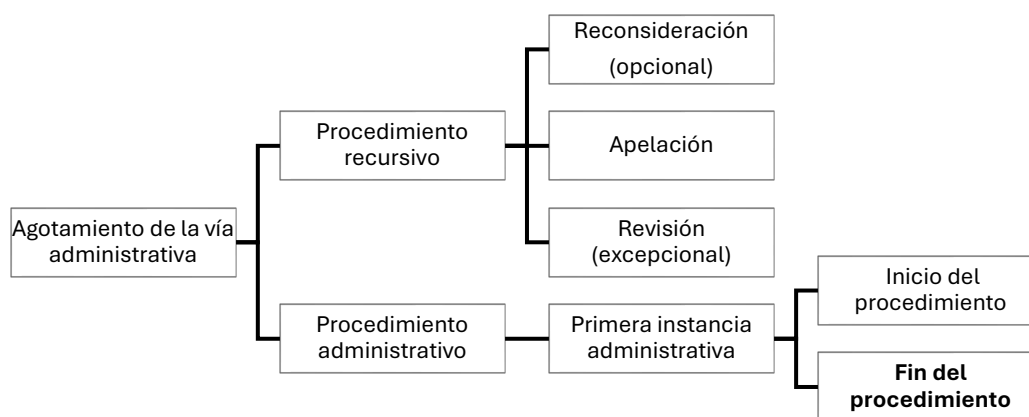 Reconsideración
(opcional)
Procedimiento
recursivo
Apelación
Agotamiento de la vía
administrativa
Revisión
(excepcional)
Inicio del
procedimiento
Procedimiento
administrativo
Primera instancia
administrativa
Fin del
procedimiento